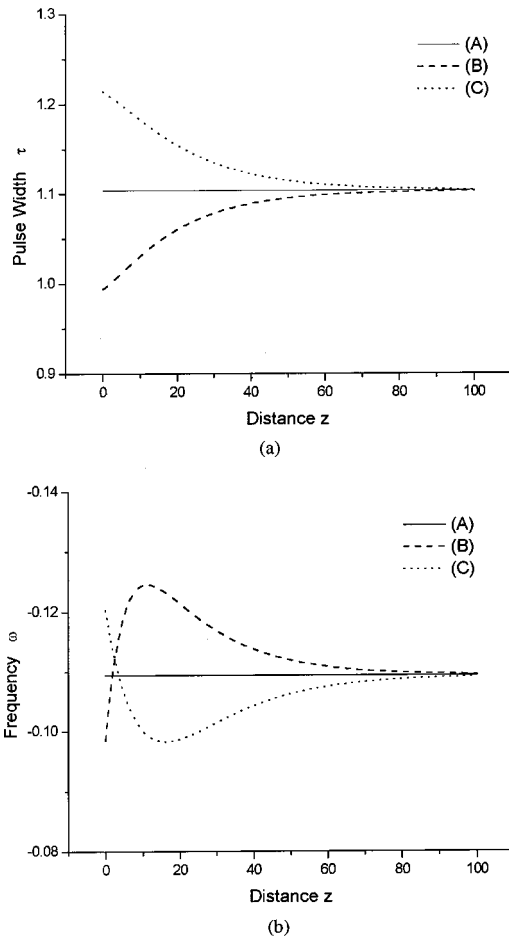 1.3
1.2
1.1
1.0
0.9
Pulse Width τ
(A)
(B)
(C)
0 20 40 60 80 100
Distance z
(a)
-0.14
-0.12
-0.10
-0.08
Frequency ω
(A)
(B)
(C)
0 20 40 60 80 100
Distance z
(b)